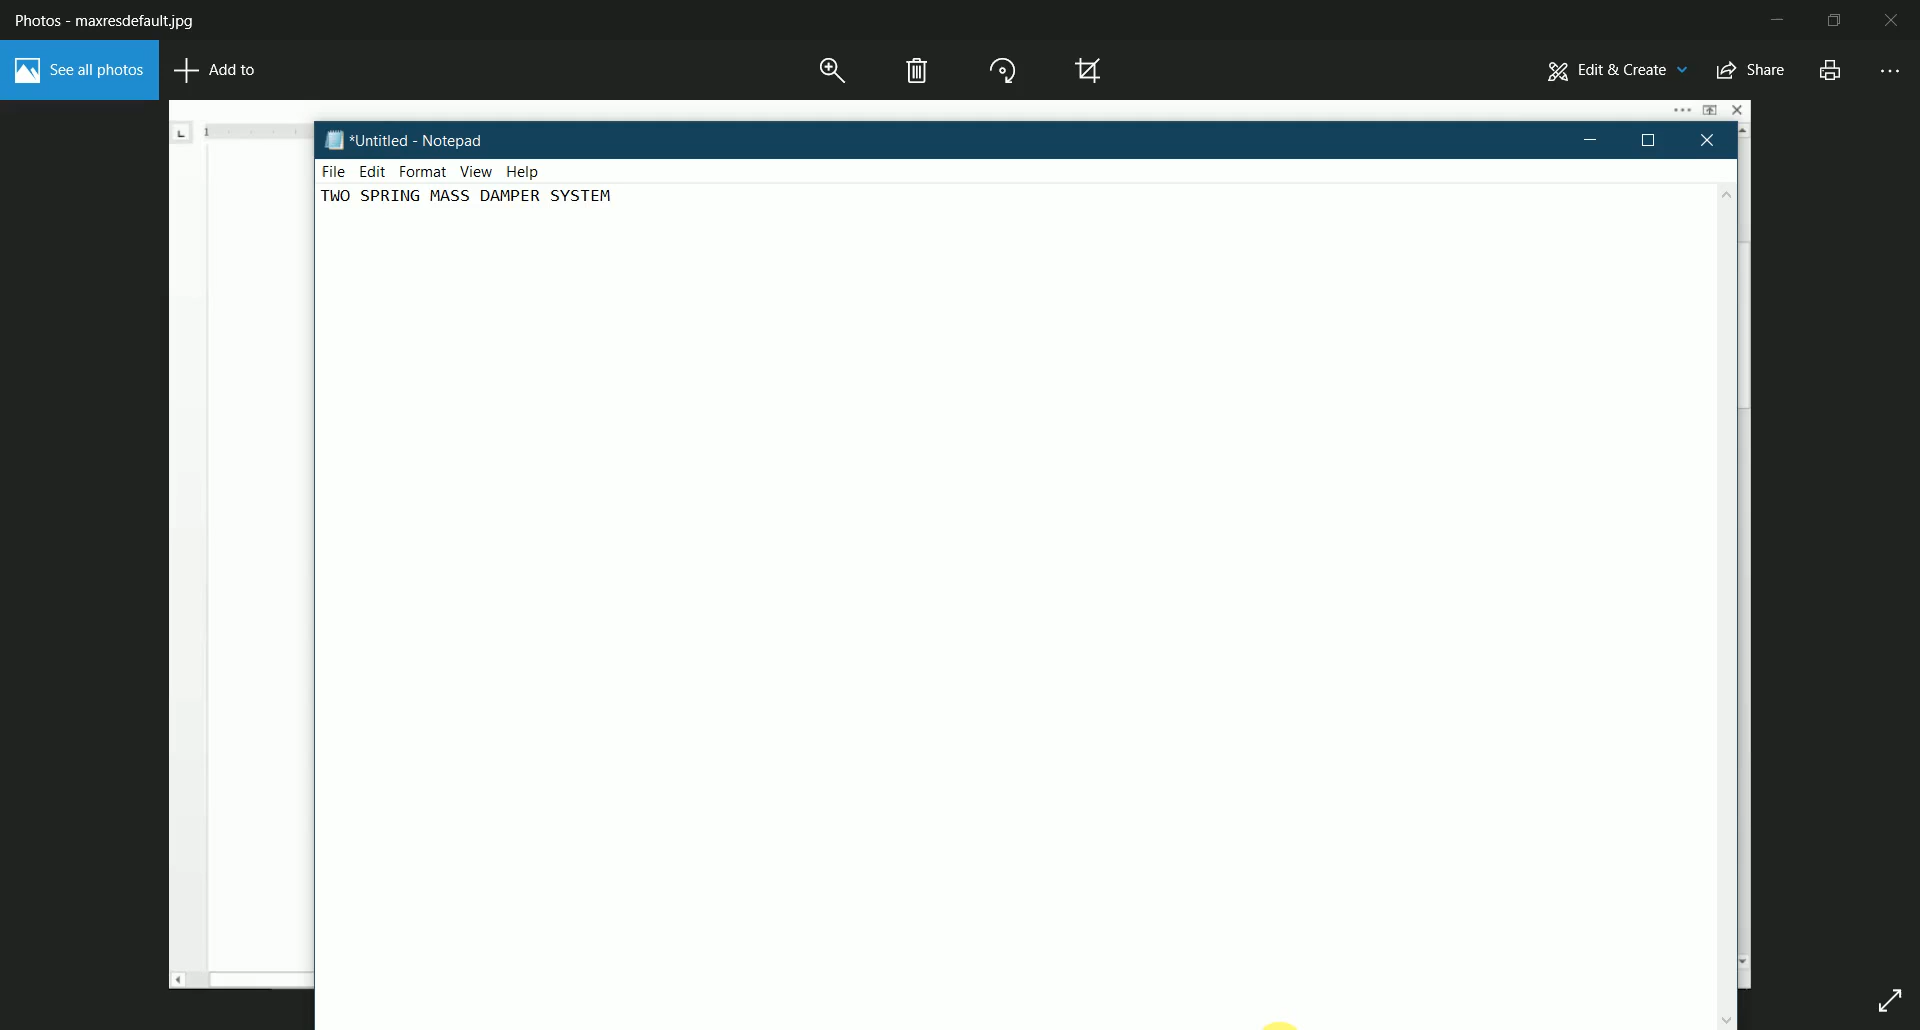 Photos - maxresdefault.jpg
See all photos
Add to
Edit & Create
Share
1
*Untitled - Notepad
File Edit Format View Help
TWO SPRING MASS DAMPER SYSTEM